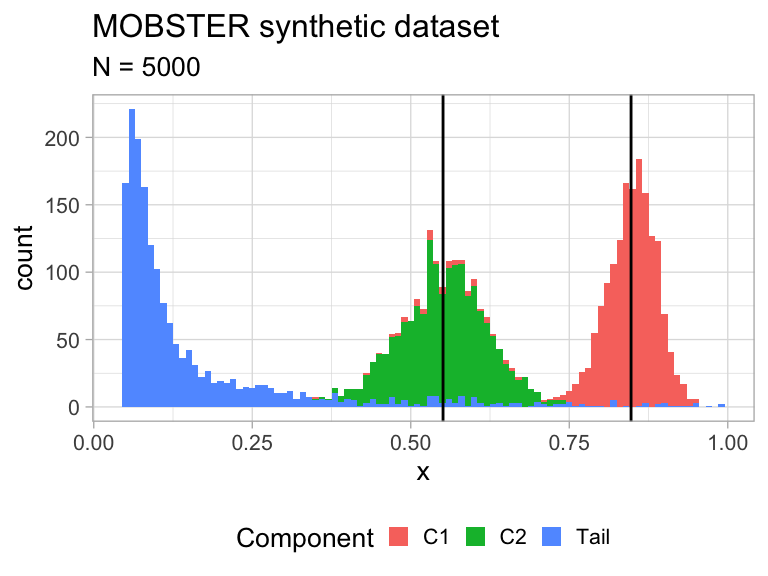 MOBSTER synthetic dataset
N = 5000
200
150
100
50
0
count
0.00 0.25 0.50 0.75 1.00
x
Component C1 C2 Tail